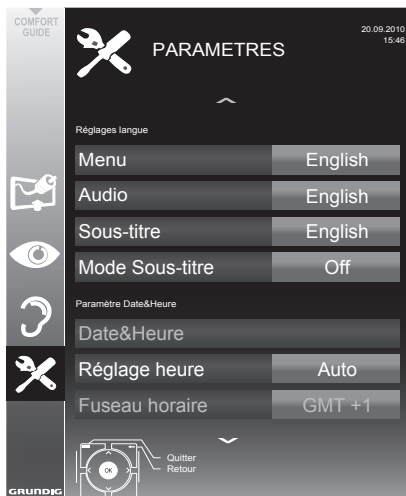 COMFORT
GUIDE
PARAMETRES
20.09.2010
15:46
Réglages langue
Menu English
Audio English
Sous-titre English
Mode Sous-titre Off
Paramètre Date&Heure
Date&Heure
Réglage heure Auto
Fuseau horaire GMT +1
OK
Quitter
Retour
GRUNDIG